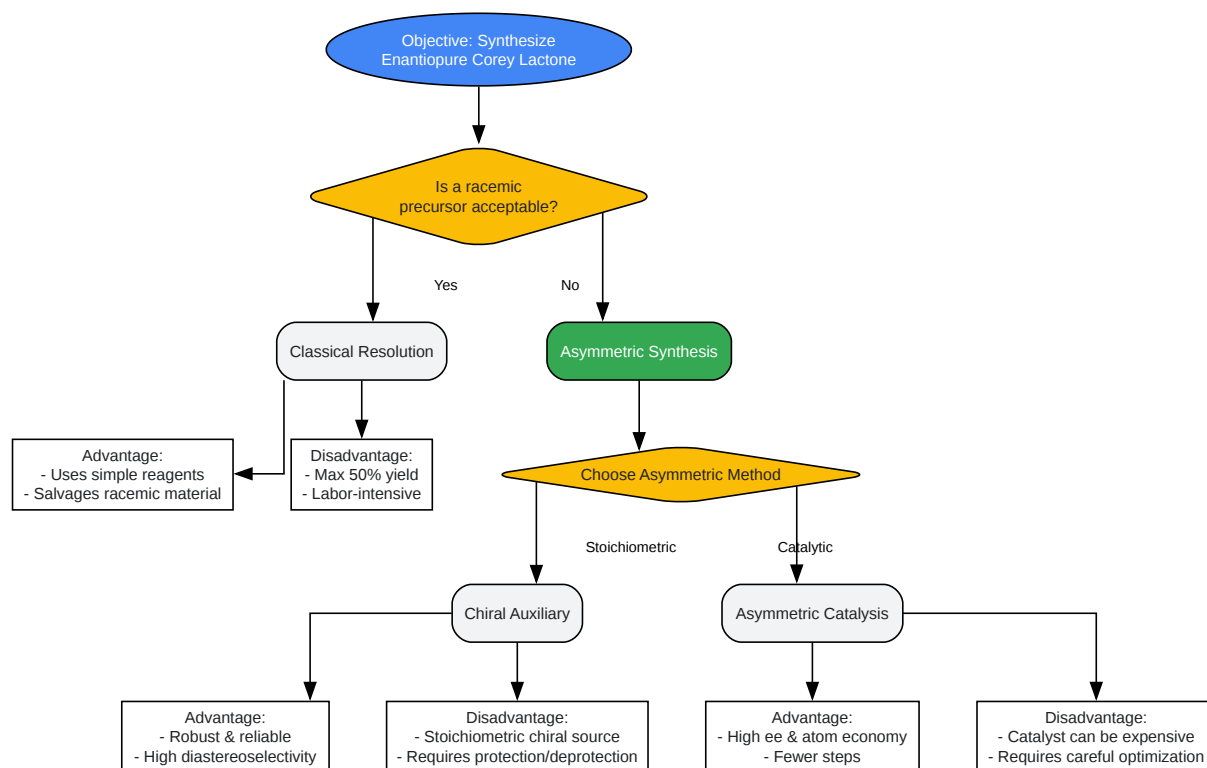 Objective: Synthesize
Enantiopure Corey Lactone
Is a racemic
precursor acceptable?
Yes
No
Classical Resolution
Asymmetric Synthesis
Advantage:
- Uses simple reagents
- Salvages racemic material
Disadvantage:
- Max 50% yield
- Labor-intensive
Choose Asymmetric Method
Stoichiometric
Catalytic
Chiral Auxiliary
Asymmetric Catalysis
Advantage:
- Robust & reliable
- High diastereoselectivity
Disadvantage:
- Stoichiometric chiral source
- Requires protection/deprotection
Advantage:
- High ee & atom economy
- Fewer steps
Disadvantage:
- Catalyst can be expensive
- Requires careful optimization